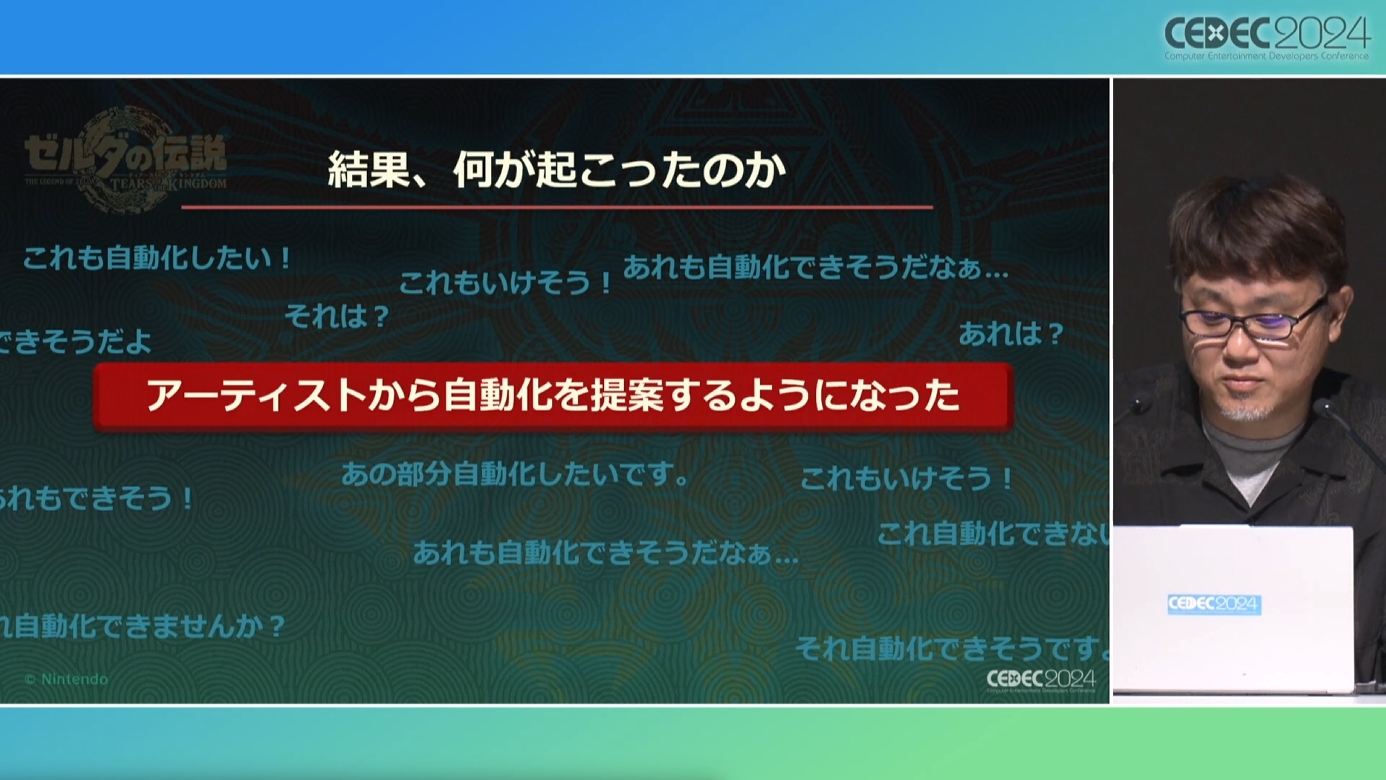 CEDEC2024
Computer Entertainment Developers Conference
ゼルダの伝説
TEARS OF THE KINGDOM
結果、何が起こったのか
これも自動化したい！
これもいけそう！
あれも自動化できそうだなぁ…
それは？
できそうだよ
あれは？
アーティストから自動化を提案するようになった
あの部分自動化したいです。
これもいけそう！
れもできそう！
これ自動化できない
あれも自動化できそうだなぁ…
れ自動化できませんか？
それ自動化できそうですよ
© Nintendo
CEDEC2024
Computer Entertainment Developers Conference
CEDEC2024